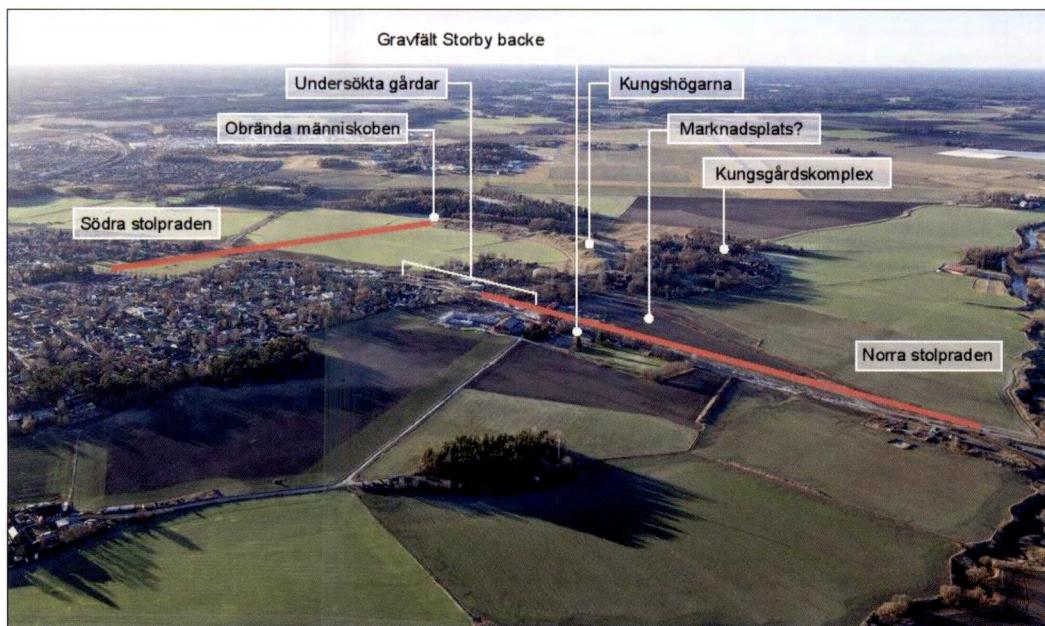 Gravfält Storby backe
Undersökta gårdar
Kungshögarna
Obrända människoben
Marknadsplats?
Kungsgårdskomplex
Södra stolpraden
Norra stolpraden